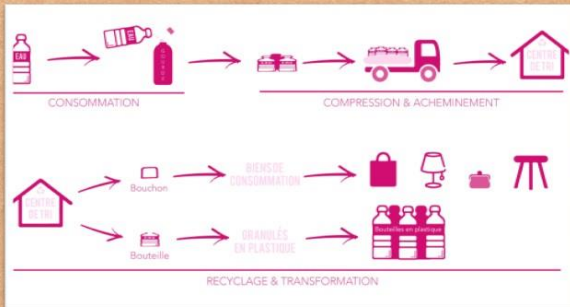 EAU
EAU
GOURDE
CENTRE
DE TRI
CONSOMMATION
COMPRESSION & ACHEMINEMENT
CENTRE
DE TRI
Bouchon
BIENS DE
CONSOMMATION
Bouteille
GRANULÉS
EN PLASTIQUE
Bouteilles en plastique
RECYCLAGE & TRANSFORMATION